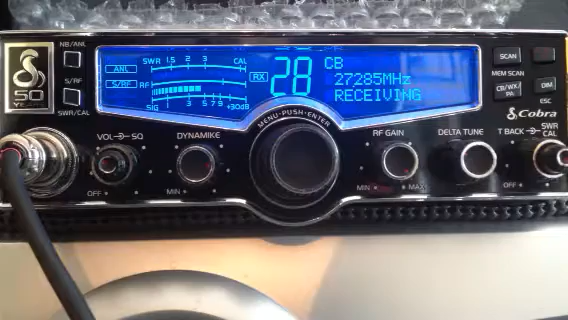 NB/ANL
S/RF
SWR/CAL
50
ANL
S/RF
SWR 1.5 2 3 CAL
RF
SIG 3 5 7 9 +30dB
RX
28
CB
27285MHz
RECEIVING
SCAN
MEM SCAN
CB/WX/PA
DIM
ESC
Cobra
MENU-PUSH-ENTER
VOL SQ
OFF
DYNAMIKE
MIN +
RF GAIN
MIN MAX
DELTA TUNE
T BACK
SWR CAL
OFF +